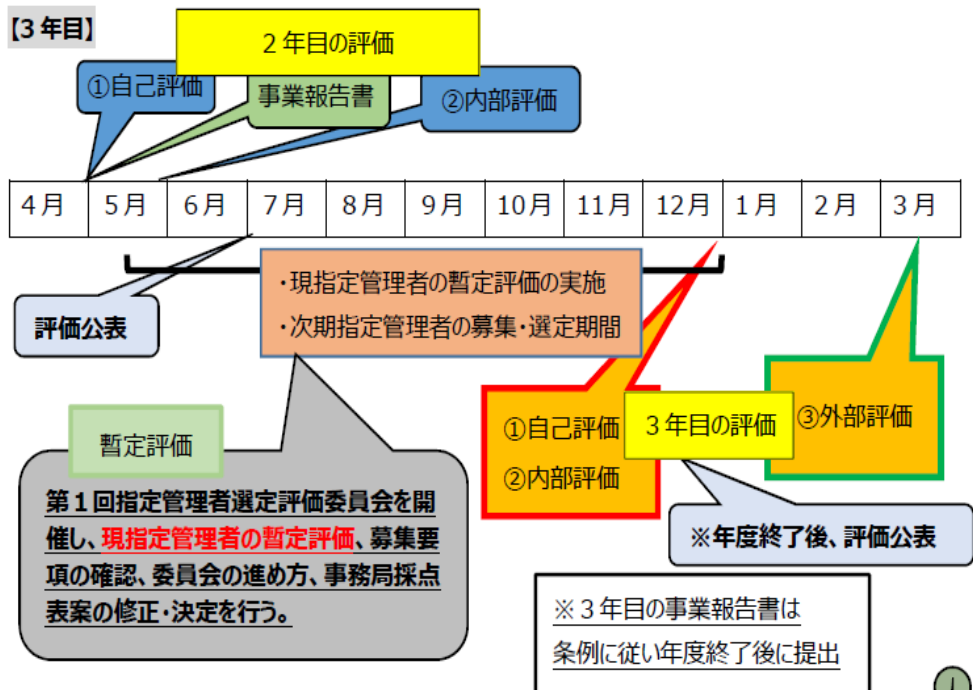 【3年目】
2年目の評価
①自己評価
事業報告書
②内部評価
4月 5月 6月 7月 8月 9月 10月 11月 12月 1月 2月 3月
評価公表
・現指定管理者の暫定評価の実施
・次期指定管理者の募集・選定期間
暫定評価
第1回指定管理者選定評価委員会を開
催し、現指定管理者の暫定評価、募集要
項の確認、委員会の進め方、事務局採点
表案の修正・決定を行う。
①自己評価
②内部評価
3年目の評価
③外部評価
※年度終了後、評価公表
※3年目の事業報告書は
条例に従い年度終了後に提出